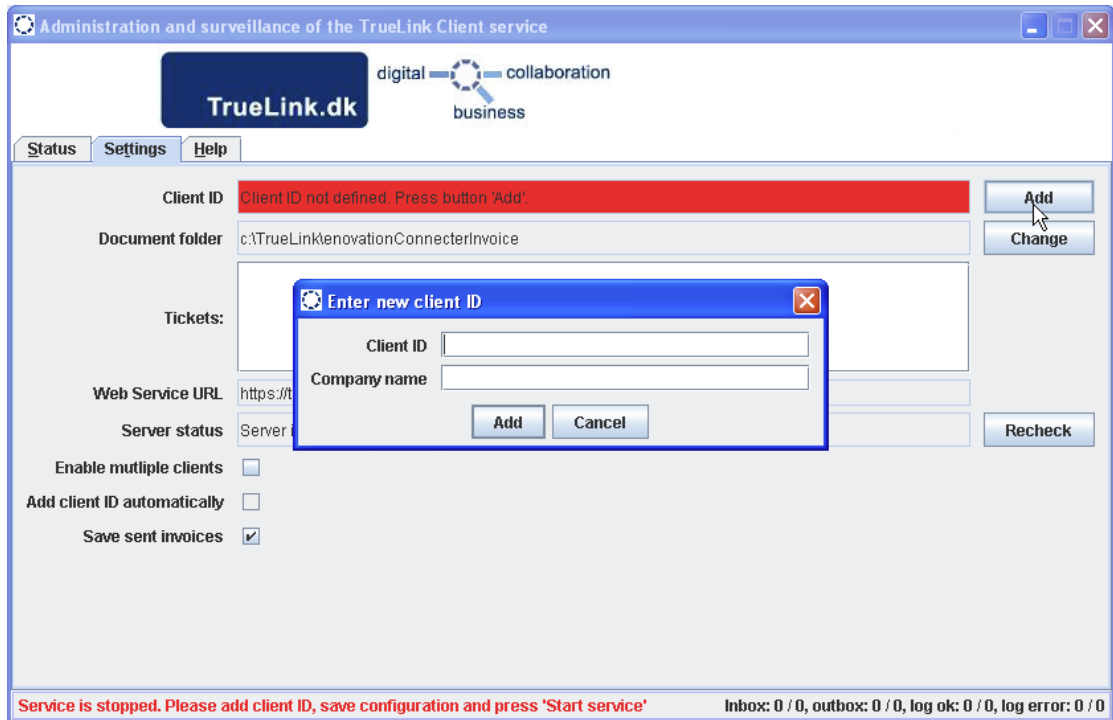 Administration and surveillance of the TrueLink Client service
TrueLink.dk
digital collaboration
business
Status Settings Help
Client ID Client ID not defined. Press button 'Add'. Add
Document folder c:\TrueLink\enovationConnecterInvoice Change
Tickets:
Enter new client ID
Client ID
Company name
Add Cancel
Web Service URL https://t
Server status Server i Recheck
Enable mutliple clients
Add client ID automatically
Save sent invoices
Service is stopped. Please add client ID, save configuration and press 'Start service' Inbox: 0 / 0, outbox: 0 / 0, log ok: 0 / 0, log error: 0 / 0